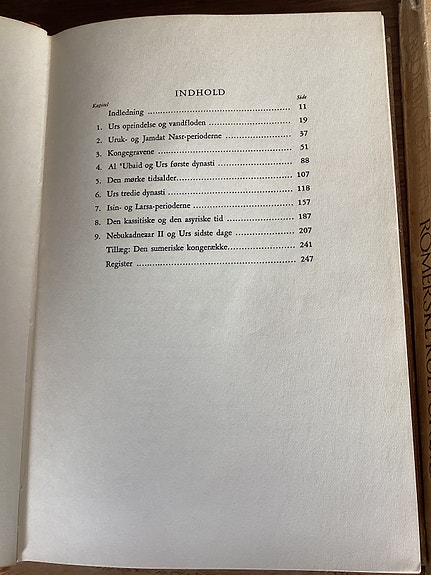 INDHOLD
Kapitel Side
Indledning 11
1. Urs oprindelse og vandfloden 19
2. Uruk- og Jamdat Nasr-perioderne 37
3. Kongegravene 51
4. Al 'Ubaid og Urs første dynasti 88
5. Den mørke tidsalder 107
6. Urs tredie dynasti 118
7. Isin- og Larsa-perioderne 157
8. Den kassitiske og den asyriske tid 187
9. Nebukadneaar II og Urs sidste dage 207
Tillæg: Den sumeriske kongerække 241
Register 247